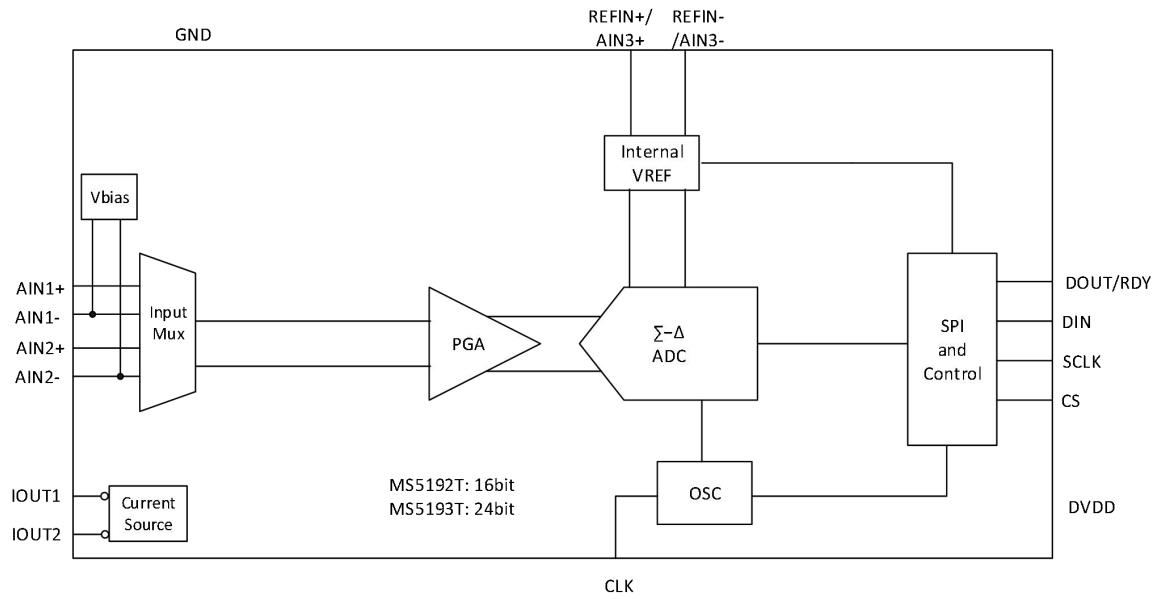 GND
REFIN+/
AIN3+
REFIN-
/AIN3-
Internal
VREF
Vbias
AIN1+
AIN1-
AIN2+
AIN2-
Input
Mux
PGA
∑-Δ
ADC
SPI
and
Control
DOUT/RDY
DIN
SCLK
CS
IOUT1
IOUT2
Current
Source
MS5192T: 16bit
MS5193T: 24bit
OSC
DVDD
CLK